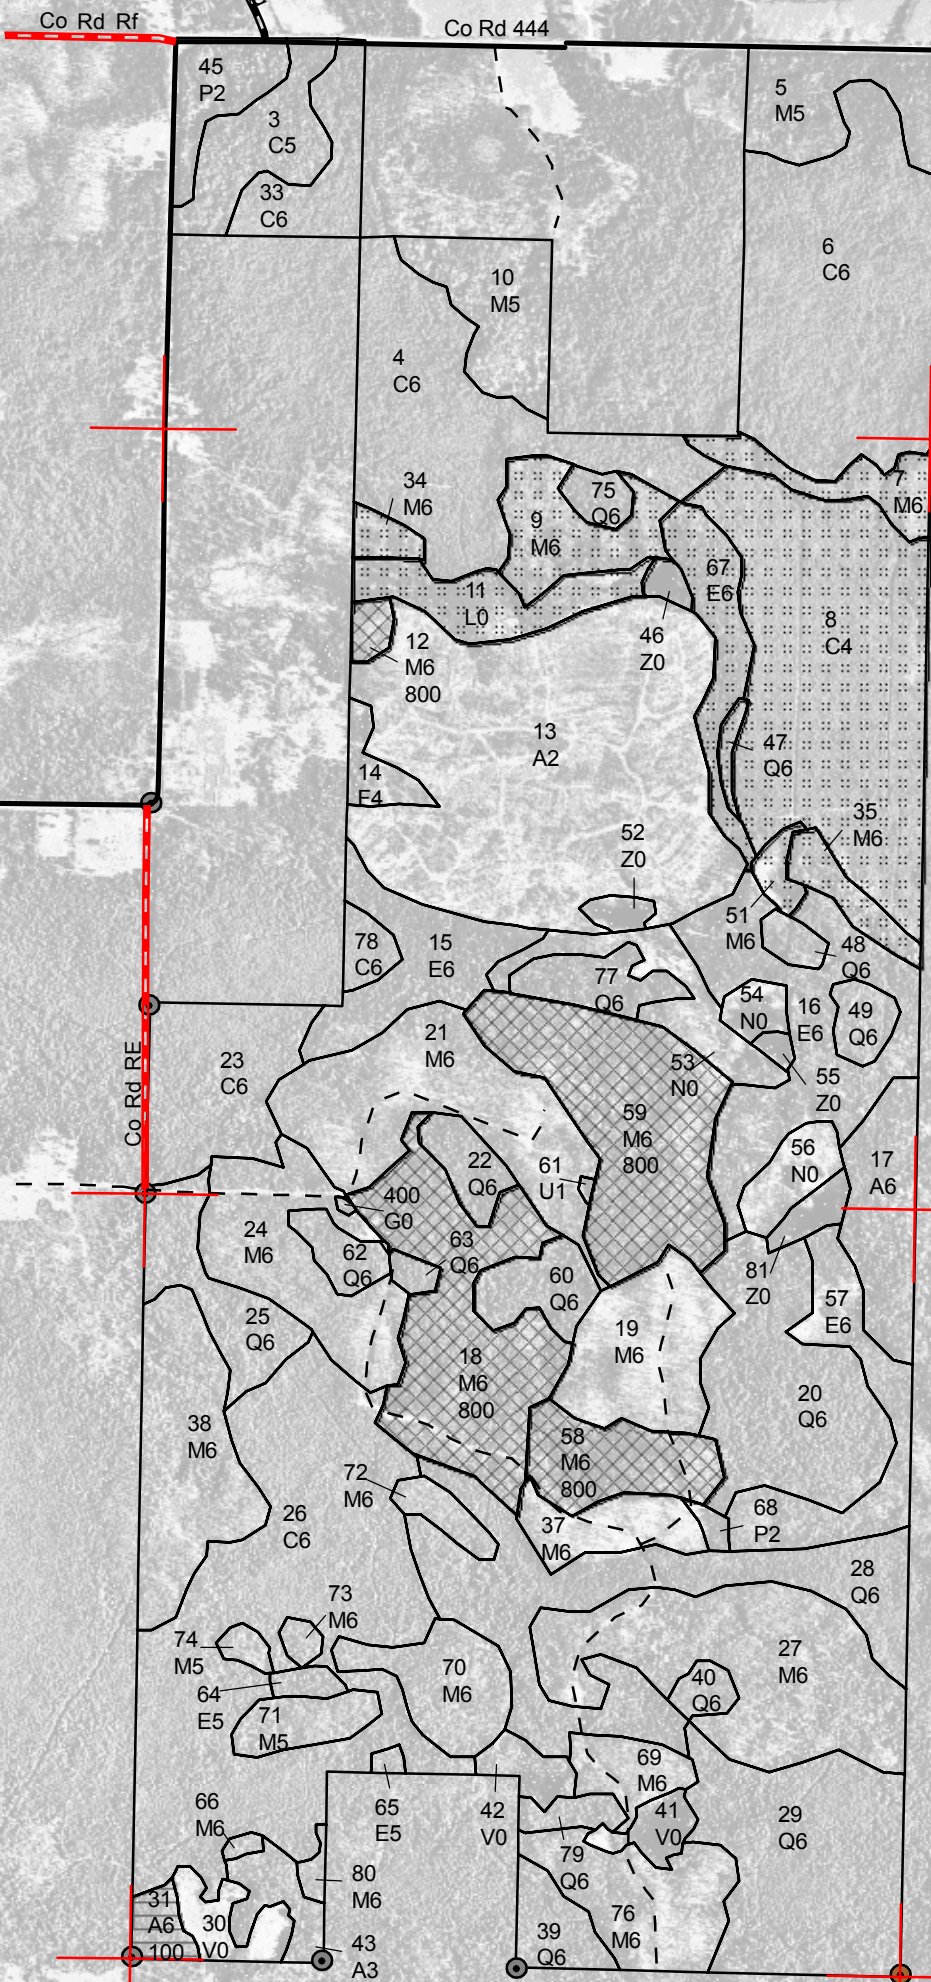 Co Rd Rf
Co Rd 444
45
P2
3
C5
33
C6
5
M5
6
C6
10
M5
4
C6
34
M6
75
Q6
9
M6
7
M6
67
E6
11
L0
46
Z0
8
C4
12
M6
800
13
A2
47
Q6
14
F4
35
M6
52
Z0
51
M6
48
Q6
78
C6
15
E6
77
Q6
54
N0
16
E6
49
Q6
21
M6
53
N0
55
Z0
23
C6
Co Rd RE
59
M6
800
56
N0
17
A6
22
Q6
61
U1
400
G0
24
M6
62
Q6
63
Q6
60
Q6
81
Z0
57
E6
25
Q6
19
M6
18
M6
800
20
Q6
38
M6
58
M6
800
72
M6
26
C6
37
M6
68
P2
28
Q6
73
M6
74
M5
27
M6
70
M6
40
Q6
64
E5
71
M5
69
M6
66
M6
65
E5
42
V0
41
V0
29
Q6
79
Q6
80
M6
31
A6
100
30
V0
76
M6
43
A3
39
Q6